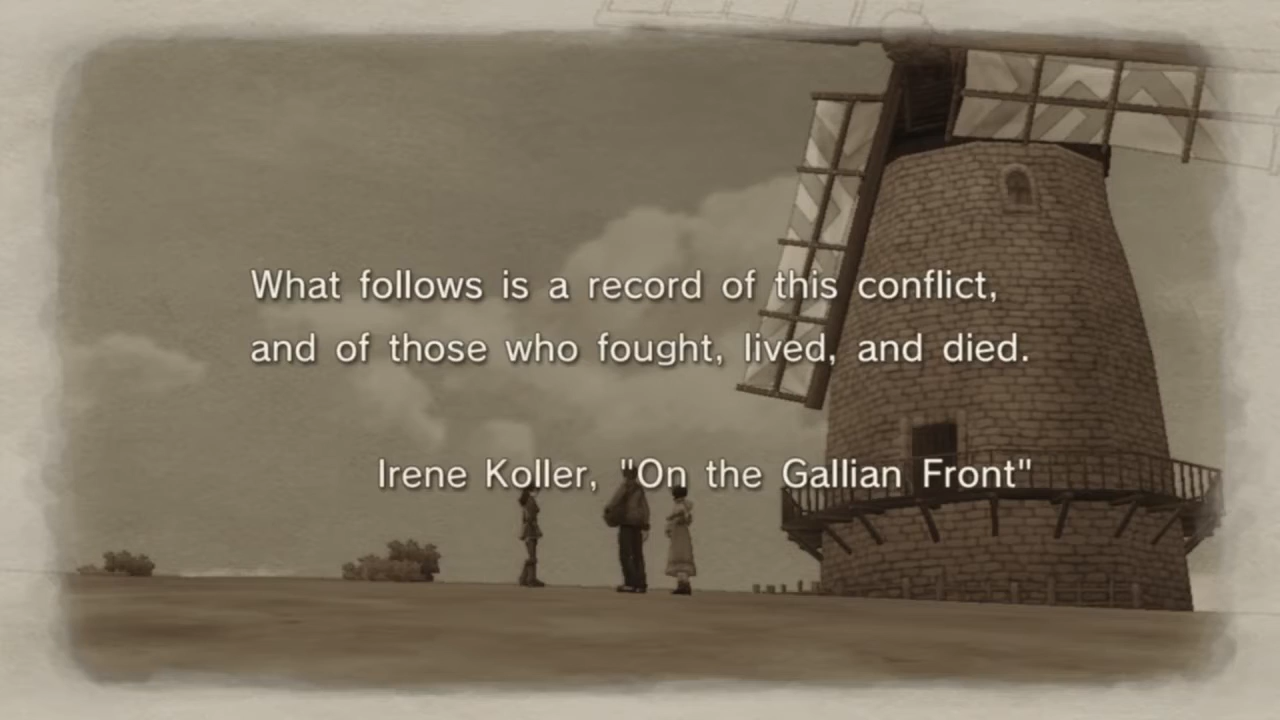 What follows is a record of this conflict,
and of those who fought, lived, and died.
Irene Koller, "On the Gallian Front"